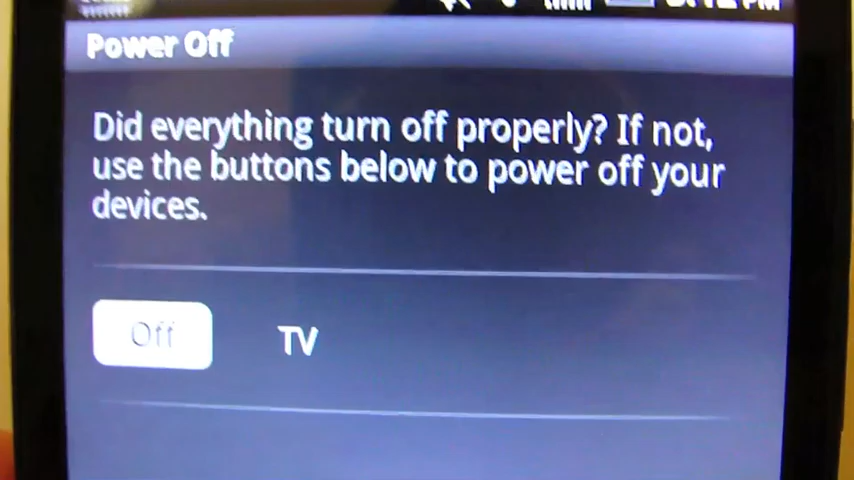 Power Off
Did everything turn off properly? If not,
use the buttons below to power off your
devices.
Off TV